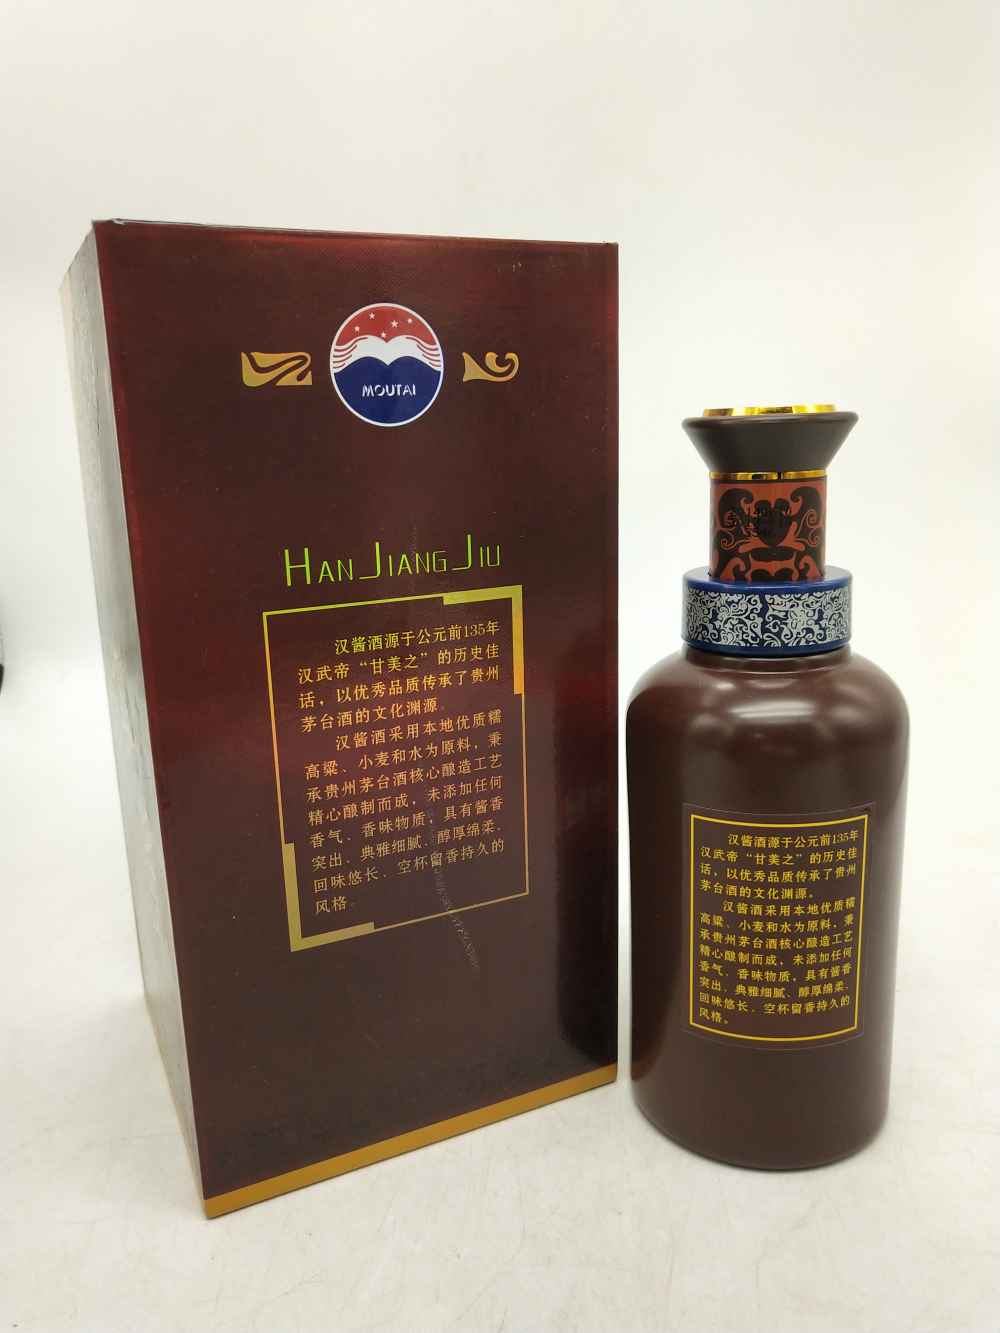 MOUTAI
HAN JIANG JIU
汉酱酒源于公元前135年
汉武帝“甘美之”的历史佳
话，以优秀品质传承了贵州
茅台酒的文化渊源。
汉酱酒采用本地优质糯
高粱、小麦和水为原料，秉
承贵州茅台酒核心酿造工艺
精心酿制而成，未添加任何
香气、香味物质，具有酱香
突出、典雅细腻、醇厚绵柔、
回味悠长、空杯留香持久的
风格。
汉酱酒源于公元前135年
汉武帝“甘美之”的历史佳
话，以优秀品质传承了贵州
茅台酒的文化渊源。
汉酱酒采用本地优质糯
高粱、小麦和水为原料，秉
承贵州茅台酒核心酿造工艺
精心酿制而成，未添加任何
香气、香味物质，具有酱香
突出、典雅细腻、醇厚绵柔、
回味悠长、空杯留香持久的
风格。